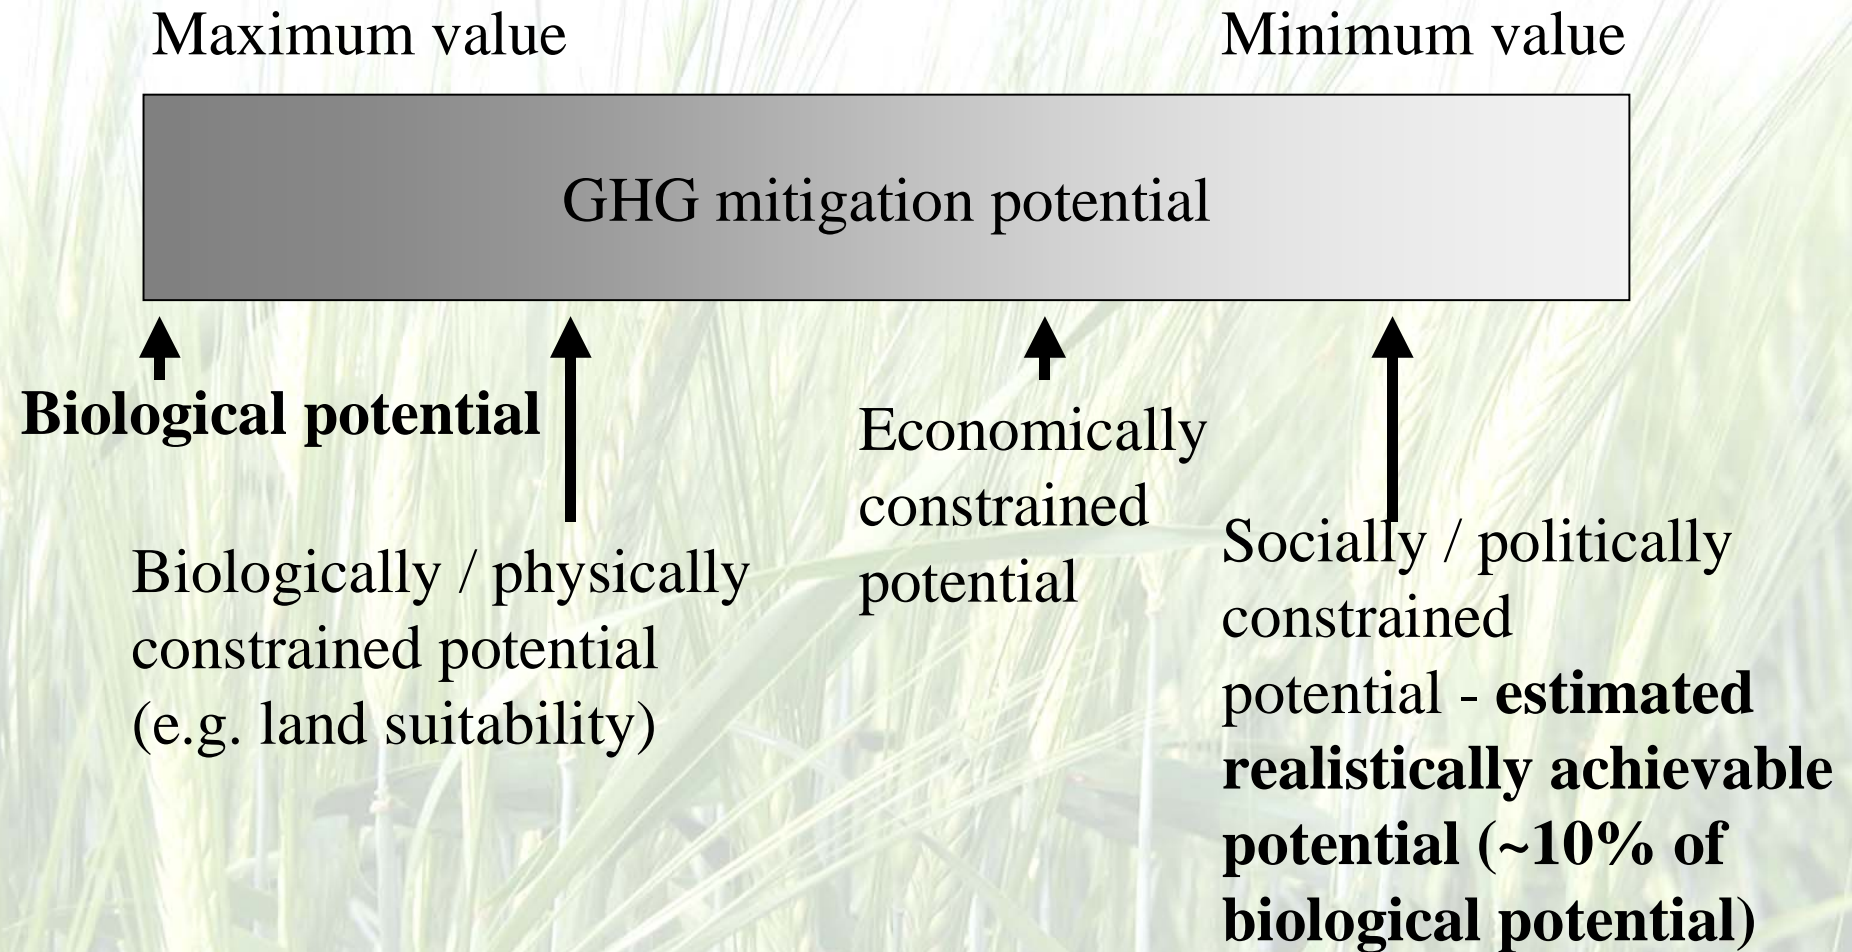 Maximum value
Minimum value
GHG mitigation potential
Biological potential
Biologically / physically
constrained potential
(e.g. land suitability)
Economically
constrained
potential
Socially / politically
constrained
potential - estimated
realistically achievable
potential (~10% of
biological potential)